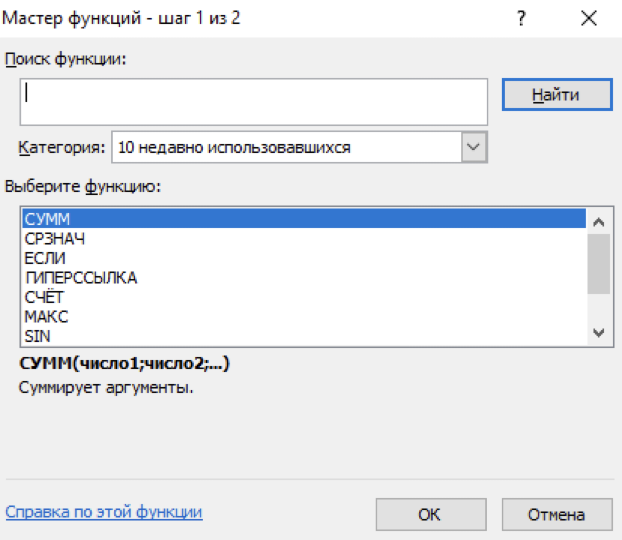 Мастер функций - шаг 1 из 2 ?
Поиск функции:
Найти
Категория: 10 недавно использовавшихся
Выберите функцию:
СУММ
СРЗНАЧ
ЕСЛИ
ГИПЕРССЫЛКА
СЧЁТ
МАКС
SIN
СУММ(число1;число2;...)
Суммирует аргументы.
Справка по этой функции ОК Отмена